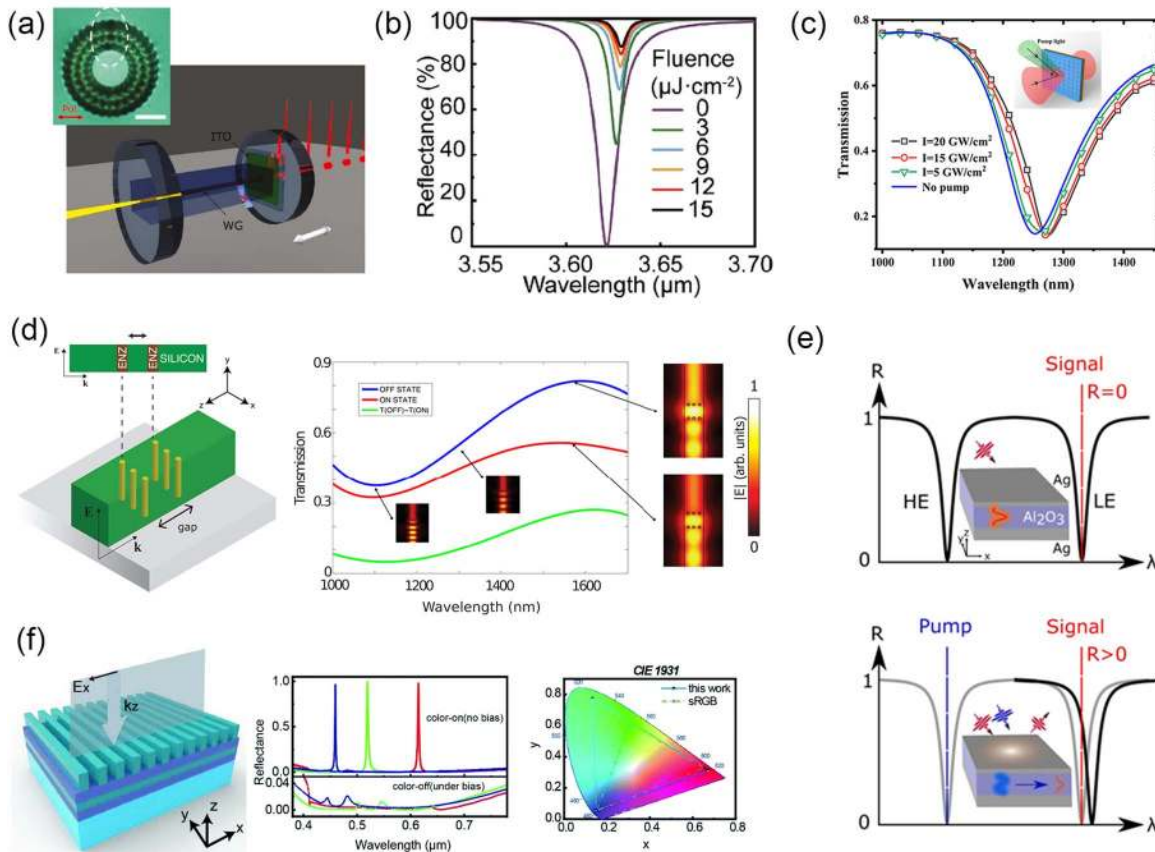 (a)
Pol.
ITO
WG
(b)
Reflectance (%)
100
80
60
40
20
0
Fluence
(μJ·cm⁻²)
0
3
6
9
12
15
3.55
3.60
3.65
3.70
Wavelength (μm)
(c)
Transmission
0.8
0.6
0.4
0.2
Pump light
I=20 GW/cm²
I=15 GW/cm²
I=5 GW/cm²
No pump
1000
1100
1200
1300
1400
Wavelength (nm)
(d)
E
k
ENZ
ENZ
SILICON
y
z
x
E
k
gap
Transmission
0.9
0.6
0.3
0
OFF STATE
ON STATE
T(OFF)-T(ON)
1000
1200
1400
1600
Wavelength (nm)
1
|E| (arb. units)
0
(e)
R
1
0
HE
LE
Signal
R=0
Ag
Al₂O₃
Ag
Y
Z
x
λ
R
1
0
Pump
Signal
R>0
λ
(f)
Ex
kz
y
z
x
Reflectance
1.0
0.5
0.0
color-on(no bias)
0.04
0.00
color-off(under bias)
0.4
0.5
0.6
0.7
Wavelength (μm)
CIE 1931
this work
sRGB
y
0.8
0.6
0.4
0.2
0.0
0.0
0.2
0.4
0.6
0.8
x